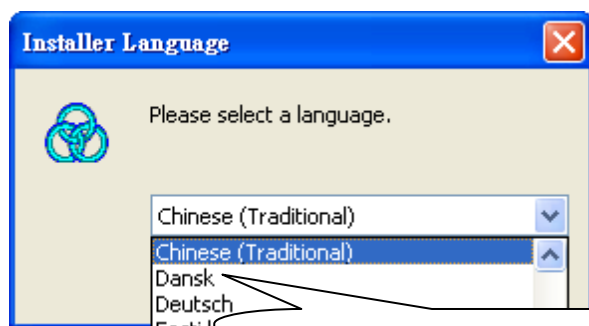 Installer Language
Please select a language.
Chinese (Traditional)
Chinese (Traditional)
Dansk
Deutsch